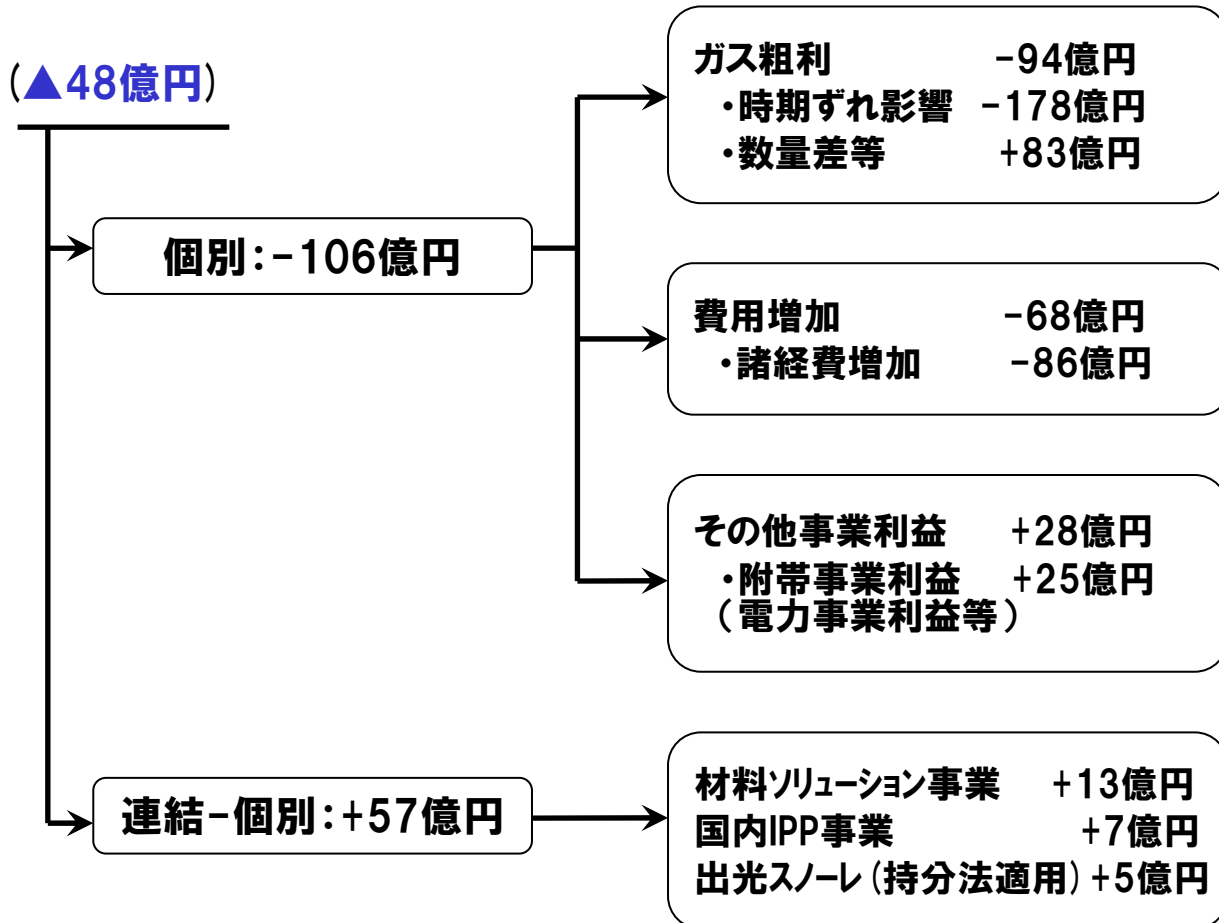 (▲48億円)
ガス粗利 -94億円
・時期ずれ影響 -178億円
・数量差等 +83億円
個別:-106億円
費用増加 -68億円
・諸経費増加 -86億円
その他事業利益 +28億円
・附帯事業利益 +25億円
(電力事業利益等)
連結-個別:+57億円
材料ソリューション事業 +13億円
国内IPP事業 +7億円
出光スノーレ(持分法適用)+5億円